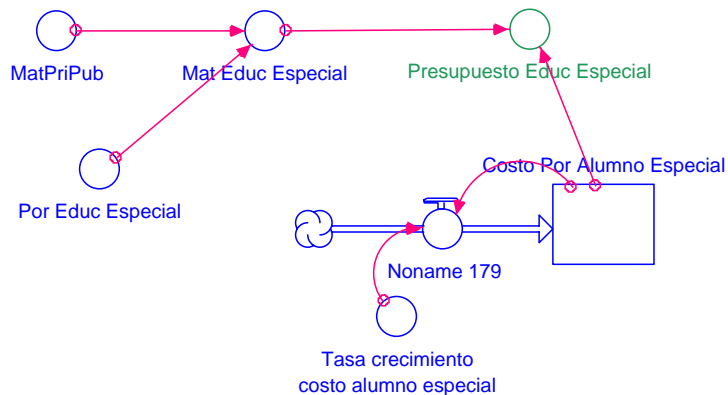 MatPriPub
Mat Educ Especial
Presupuesto Educ Especial
Costo Por Alumno Especial
Por Educ Especial
Noname 179
Tasa crecimiento
costo alumno especial